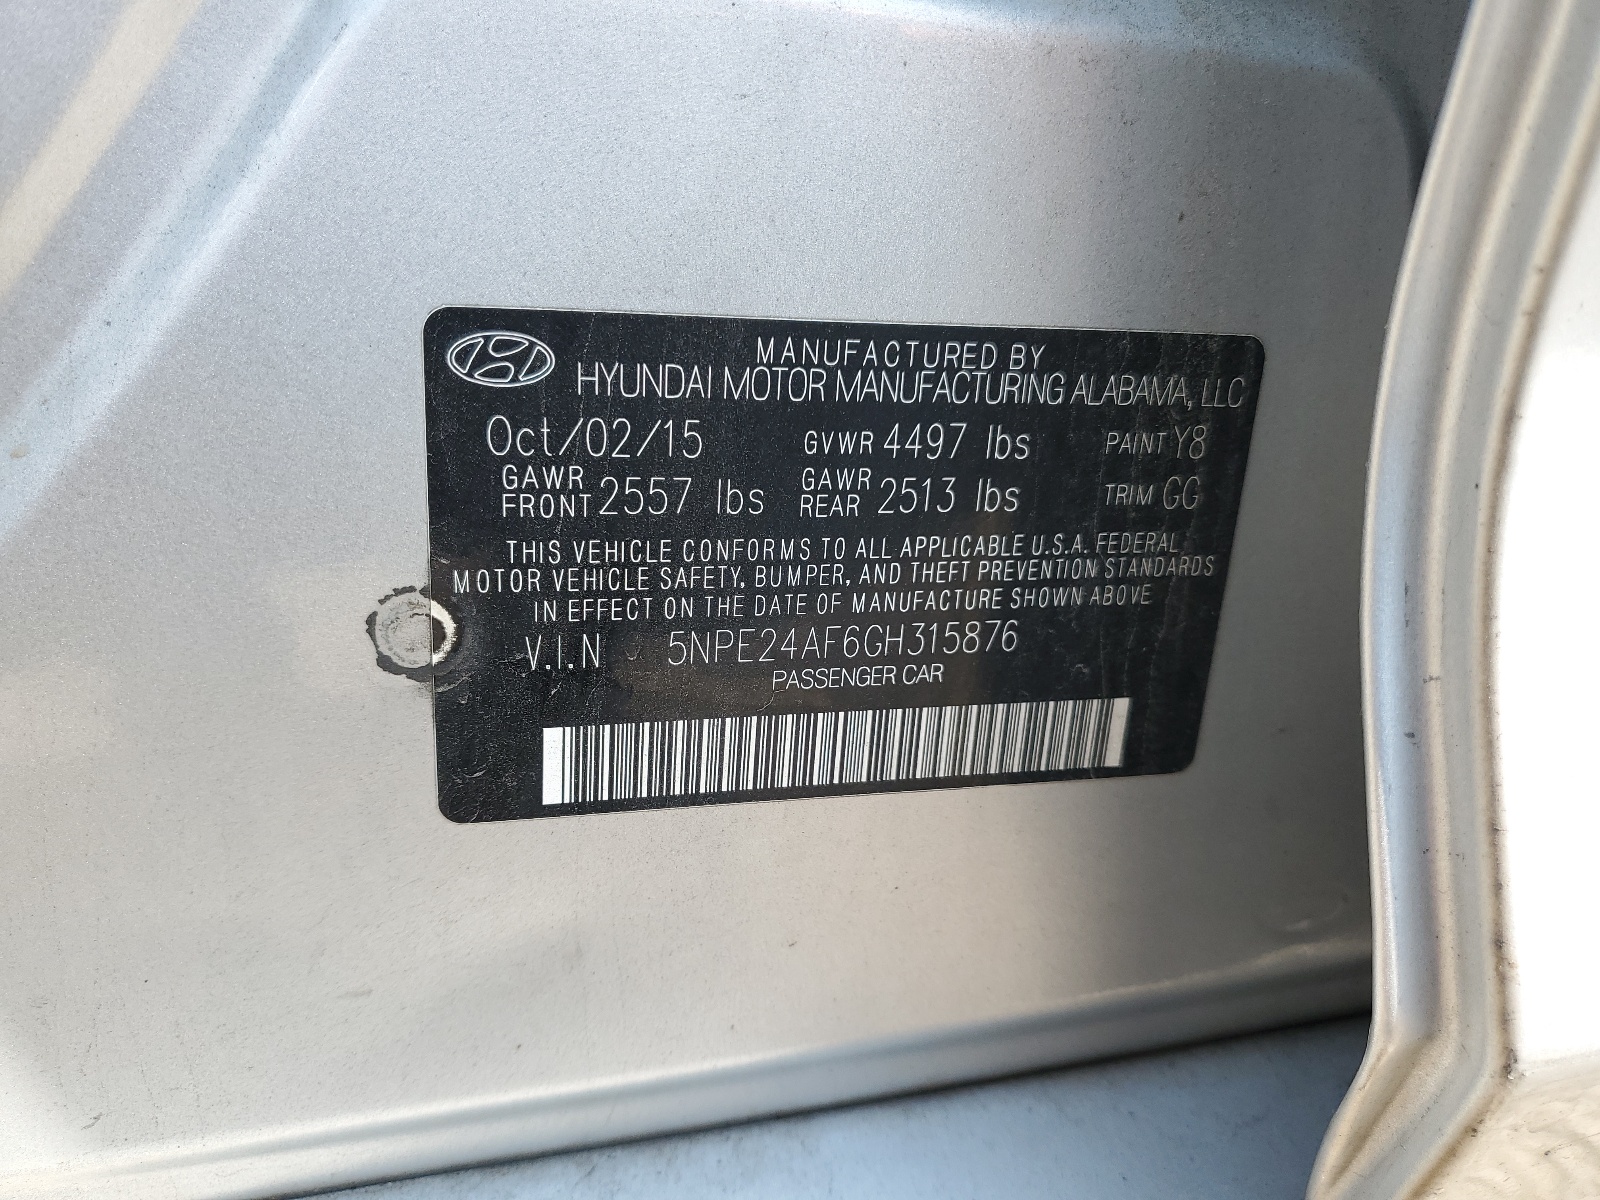 MANUFACTURED BY
HYUNDAI MOTOR MANUFACTURING ALABAMA, LLC
Oct/02/15 GVWR 4497 lbs PAINT Y8
GAWR FRONT 2557 lbs GAWR REAR 2513 lbs TRIM GG
THIS VEHICLE CONFORMS TO ALL APPLICABLE U.S.A. FEDERAL
MOTOR VEHICLE SAFETY, BUMPER, AND THEFT PREVENTION STANDARDS
IN EFFECT ON THE DATE OF MANUFACTURE SHOWN ABOVE
V.I.N 5NPE24AF6GH315876
PASSENGER CAR